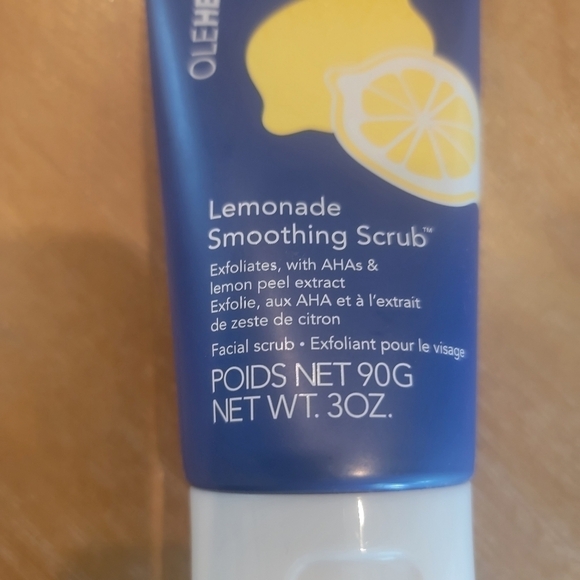 Lemonade
Smoothing Scrub™
Exfoliates, with AHAs &
lemon peel extract
Exfolie, aux AHA et à l'extrait
de zeste de citron
Facial scrub • Exfoliant pour le visage
POIDS NET 90G
NET WT. 3OZ.